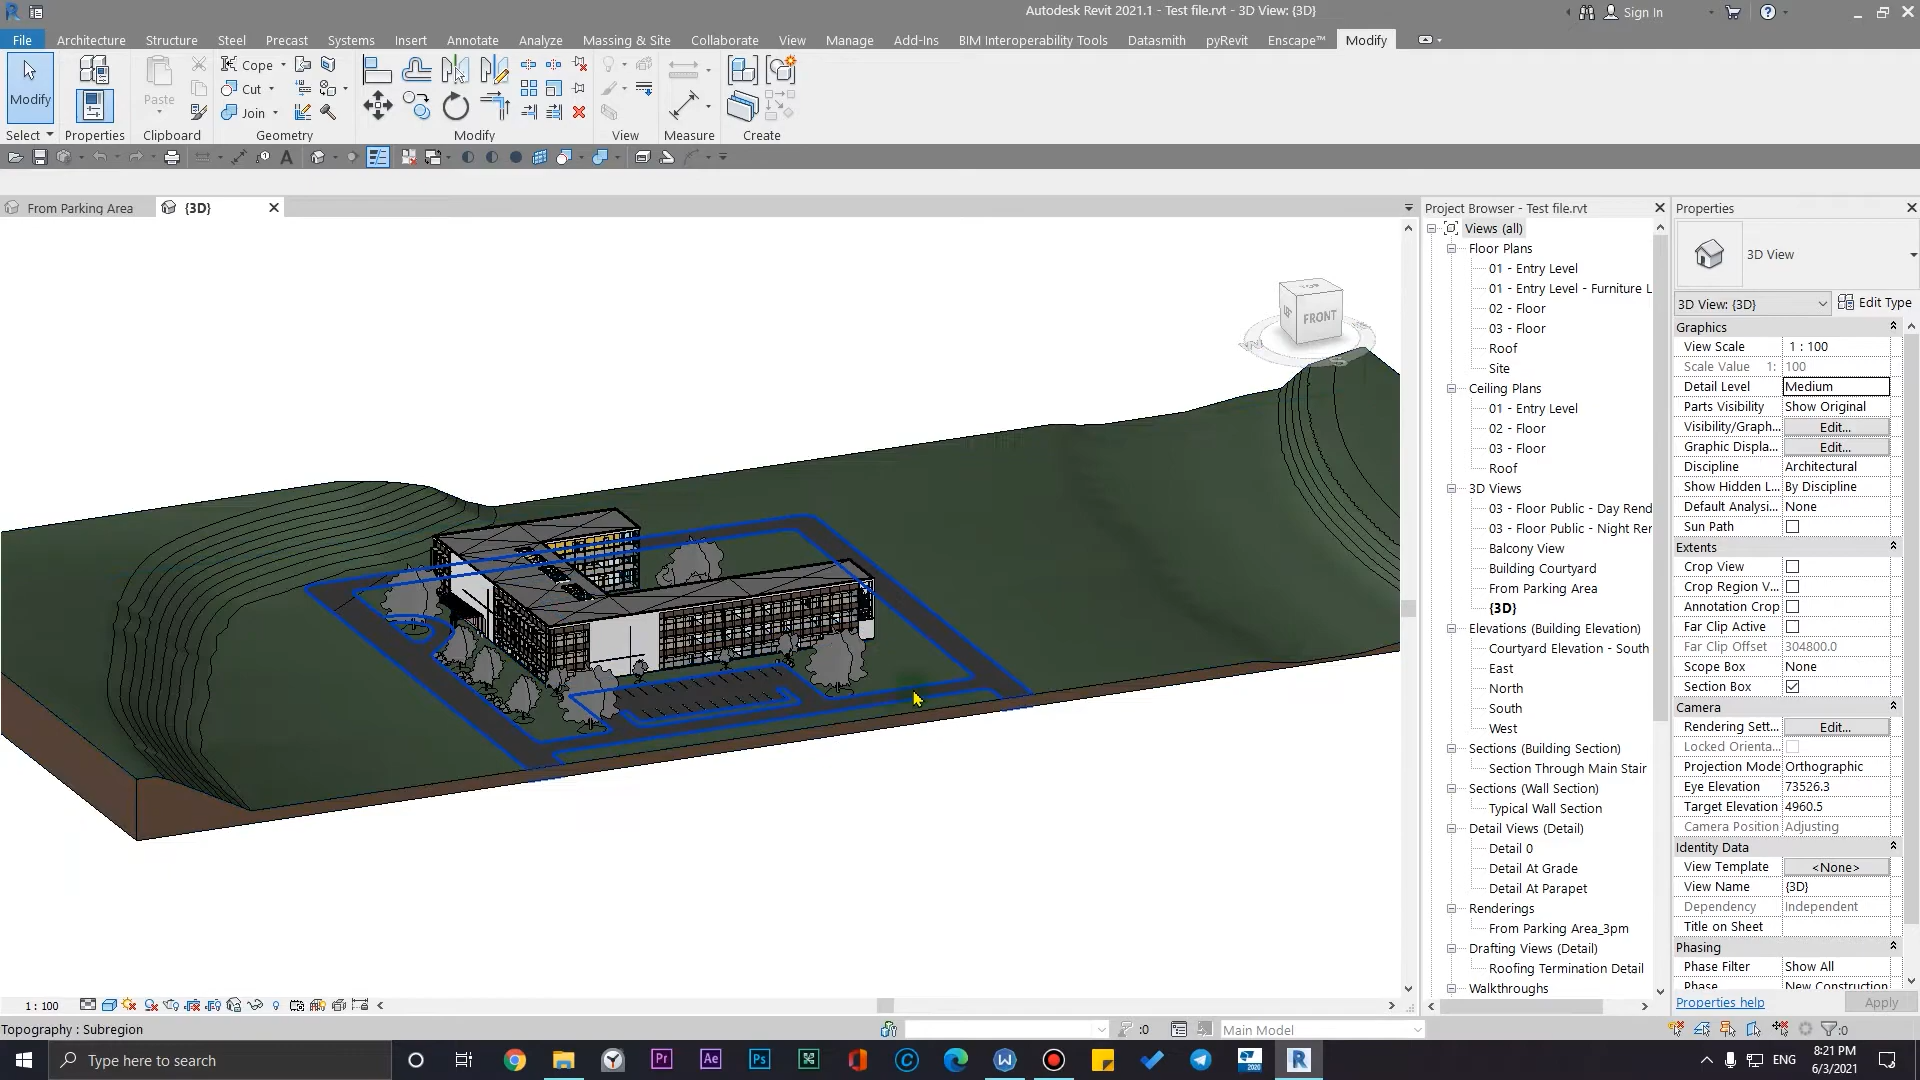 Autodesk Revit 2021.1 - Test file.rvt - 3D View: {3D}
Sign In
File Architecture Structure Steel Precast Systems Insert Annotate Analyze Massing & Site Collaborate View Manage Add-Ins BIM Interoperability Tools Datasmith pyRevit Enscape™ Modify
Modify
Paste
Cope
Cut
Join
Select
Properties
Clipboard
Geometry
Modify
View
Measure
Create
From Parking Area
{3D}
TOP
FRONT
Project Browser - Test file.rvt
Views (all)
Floor Plans
01 - Entry Level
01 - Entry Level - Furniture L
02 - Floor
03 - Floor
Roof
Site
Ceiling Plans
01 - Entry Level
02 - Floor
03 - Floor
Roof
3D Views
03 - Floor Public - Day Rend
03 - Floor Public - Night Rer
Balcony View
Building Courtyard
From Parking Area
{3D}
Elevations (Building Elevation)
Courtyard Elevation - South
East
North
South
West
Sections (Building Section)
Section Through Main Stair
Sections (Wall Section)
Typical Wall Section
Detail Views (Detail)
Detail 0
Detail At Grade
Detail At Parapet
Renderings
From Parking Area_3pm
Drafting Views (Detail)
Roofing Termination Detail
Walkthroughs
Properties
3D View
3D View: {3D}
Edit Type
Graphics
View Scale 1 : 100
Scale Value 1: 100
Detail Level Medium
Parts Visibility Show Original
Visibility/Graph... Edit...
Graphic Displa... Edit...
Discipline Architectural
Show Hidden L... By Discipline
Default Analysi... None
Sun Path
Extents
Crop View
Crop Region V...
Annotation Crop
Far Clip Active
Far Clip Offset 304800.0
Scope Box None
Section Box
Camera
Rendering Sett... Edit...
Locked Orienta...
Projection Mode Orthographic
Eye Elevation 73526.3
Target Elevation 4960.5
Camera Position Adjusting
Identity Data
View Template <None>
View Name {3D}
Dependency Independent
Title on Sheet
Phasing
Phase Filter Show All
Phase New Construction
Properties help
Apply
1 : 100
Topography : Subregion
:0
Main Model
:0
Type here to search
Pr
Ae
Ps
2020
R
ENG
8:21 PM
6/3/2021